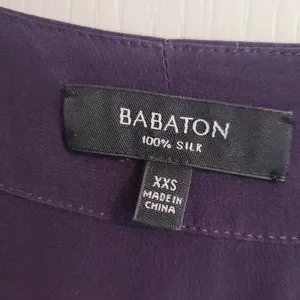 BABATON
100% SILK
XXS
MADE IN
CHINA